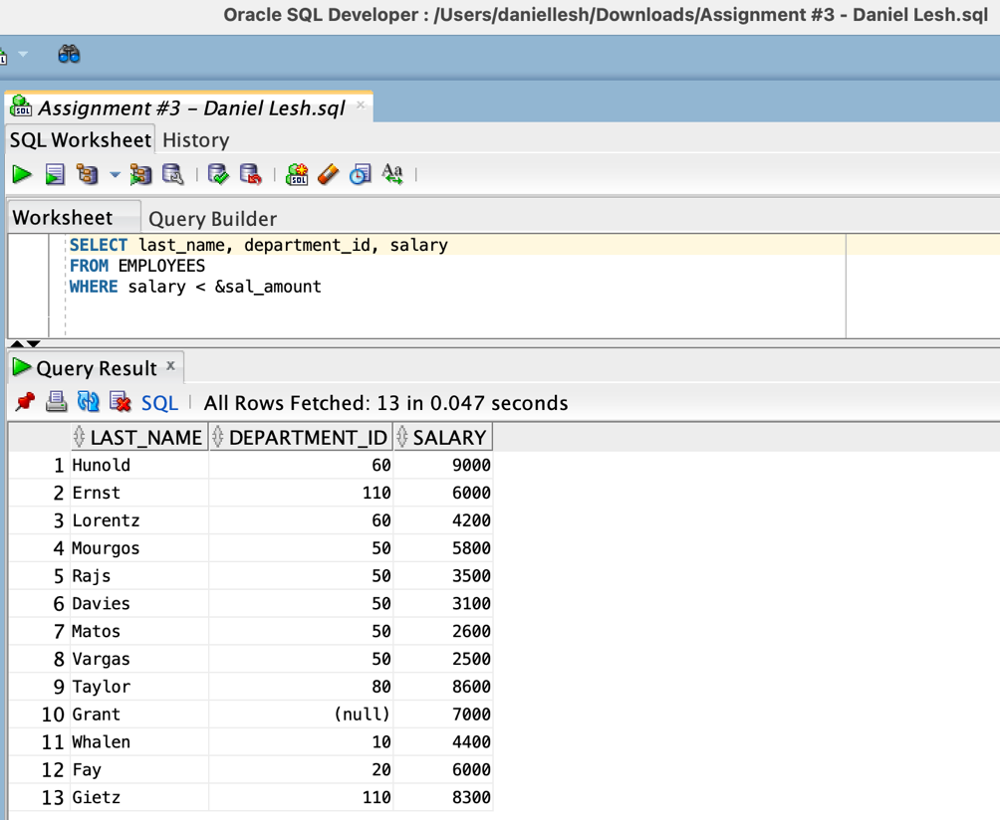 Oracle SQL Developer : /Users/daniellesh/Downloads/Assignment #3 - Daniel Lesh.sql
Assignment #3 – Daniel Lesh.sql
SQL Worksheet History
Worksheet Query Builder
SELECT last_name, department_id, salary
FROM EMPLOYEES
WHERE salary < &sal_amount
Query Result x
SQL | All Rows Fetched: 13 in 0.047 seconds
LAST_NAME DEPARTMENT_ID SALARY
1 Hunold 60 9000
2 Ernst 110 6000
3 Lorentz 60 4200
4 Mourgos 50 5800
5 Rajs 50 3500
6 Davies 50 3100
7 Matos 50 2600
8 Vargas 50 2500
9 Taylor 80 8600
10 Grant (null) 7000
11 Whalen 10 4400
12 Fay 20 6000
13 Gietz 110 8300